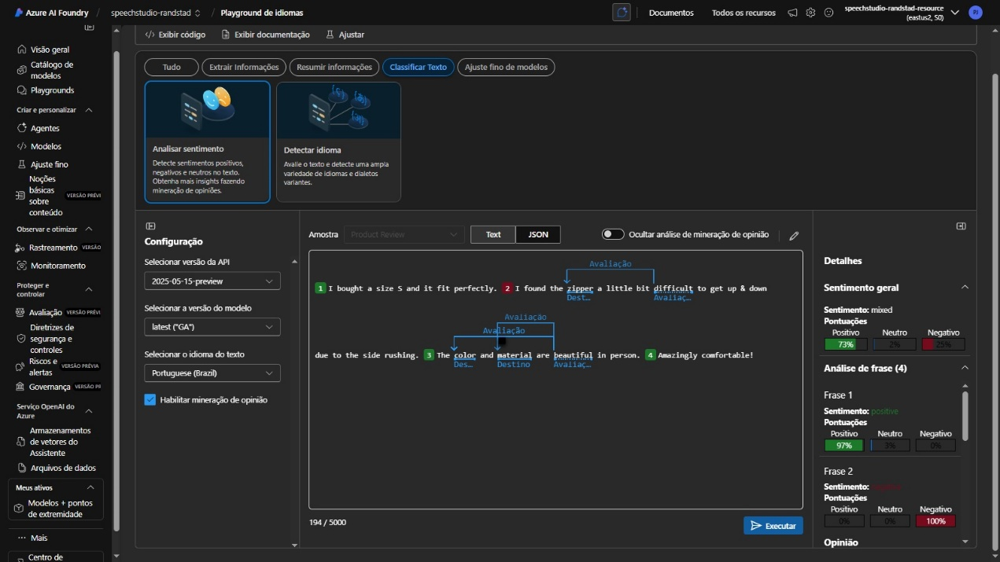 Azure AI Foundry / speechstudio-randstad / Playground de idiomas
Documentos
Todos os recursos
speechstudio-randstad-resource
(eastus2, S0)
PJ
Visão geral
Catálogo de
modelos
Playgrounds
Criar e personalizar
Agentes
Modelos
Ajuste fino
Noções
básicas
sobre
conteúdo
VERSÃO PRÉVI
Observar e otimizar
Rastreamento
VERSÃO
Monitoramento
Proteger e
controlar
Avaliação
VERSÃO PRÉVI
Diretrizes de
segurança e
controles
Riscos e
alertas
VERSÃO PRÉVIA
Governança
VERSÃO PR
Serviço OpenAI do
Azure
Armazenamentos
de vetores do
Assistente
Arquivos de dados
Meus ativos
Modelos + pontos
de extremidade
Mais
Centro de
Exibir código
Exibir documentação
Ajustar
Tudo
Extrair Informações
Resumir informações
Classificar Texto
Ajuste fino de modelos
Analisar sentimento
Detecte sentimentos positivos,
negativos e neutros no texto.
Obtenha mais insights fazendo
mineração de opiniões.
Detectar idioma
Avalie o texto e detecte uma ampla
variedade de idiomas e dialetos
variantes.
Configuração
Selecionar versão da API
2025-05-15-preview
Selecionar a versão do modelo
latest ("GA")
Selecionar o idioma do texto
Portuguese (Brazil)
Habilitar mineração de opinião
Amostra
Product Review
Text
JSON
Ocultar análise de mineração de opinião
Avaliação
1 I bought a size S and it fit perfectly. 2 I found the zipper a little bit difficult to get up & down
Dest...
Avaliaç...
Avaliação
Avaliação
due to the side rushing. 3 The color and material are beautiful in person. 4 Amazingly comfortable!
Des...
Destino
Avaliaç...
194 / 5000
Executar
Detalhes
Sentimento geral
Sentimento: mixed
Pontuações
Positivo Neutro Negativo
73% 2% 25%
Análise de frase (4)
Frase 1
Sentimento: positive
Pontuações
Positivo Neutro Negativo
97% 3% 0%
Frase 2
Sentimento:
Pontuações
Positivo Neutro Negativo
0% 0% 100%
Opinião